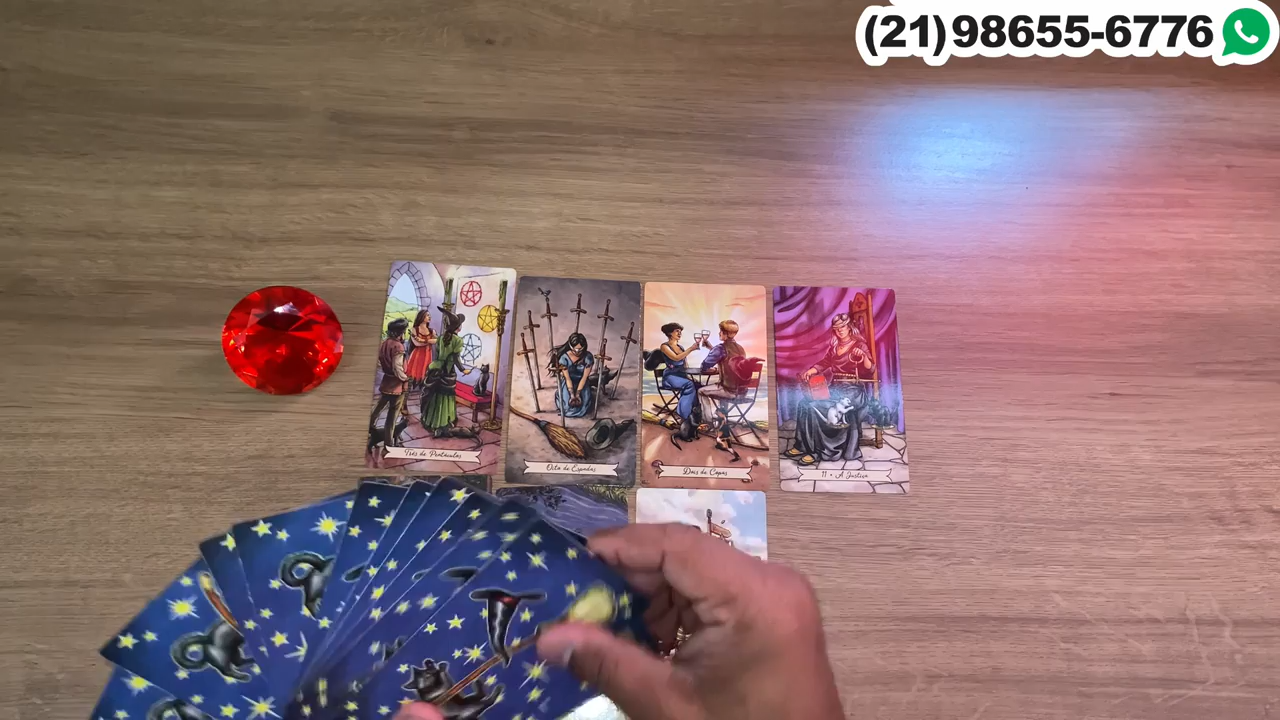 (21)98655-6776
Três de Pentáculos
Oito de Espadas
Dois de Copas
11 • A Justiça